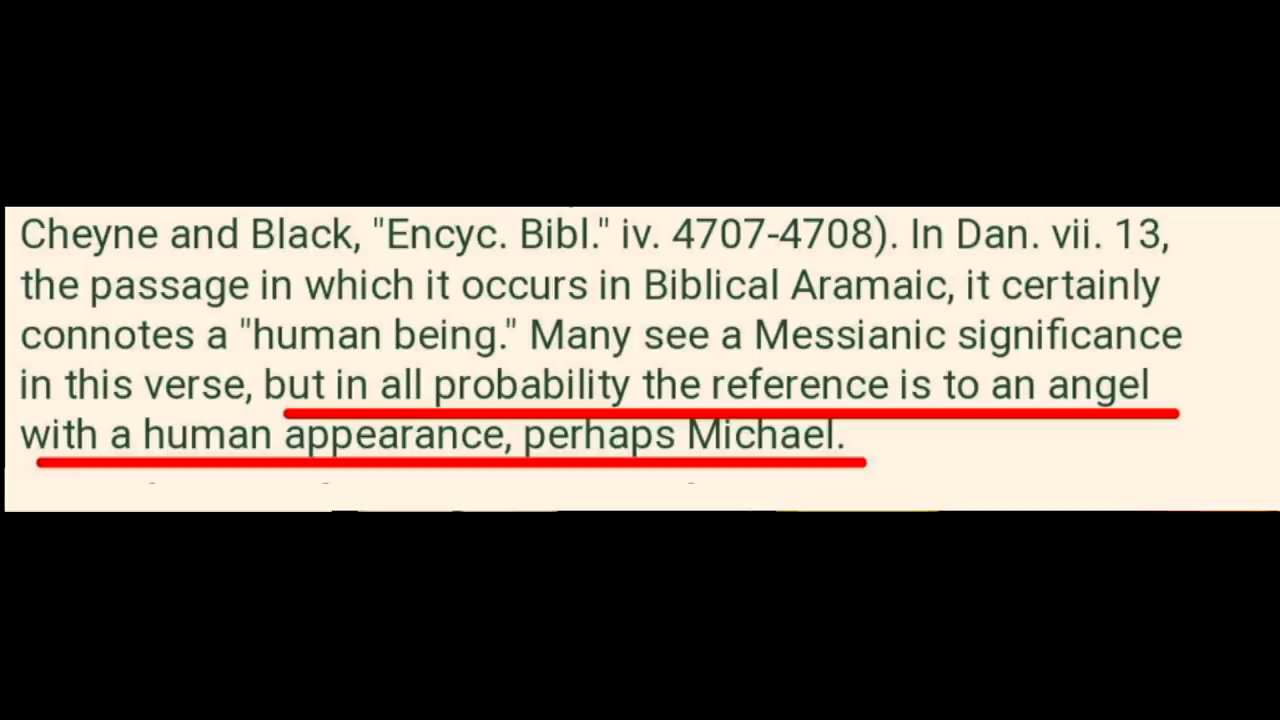 Cheyne and Black, "Encyc. Bibl." iv. 4707-4708). In Dan. vii. 13,
the passage in which it occurs in Biblical Aramaic, it certainly
connotes a "human being." Many see a Messianic significance
in this verse, but in all probability the reference is to an angel
with a human appearance, perhaps Michael.